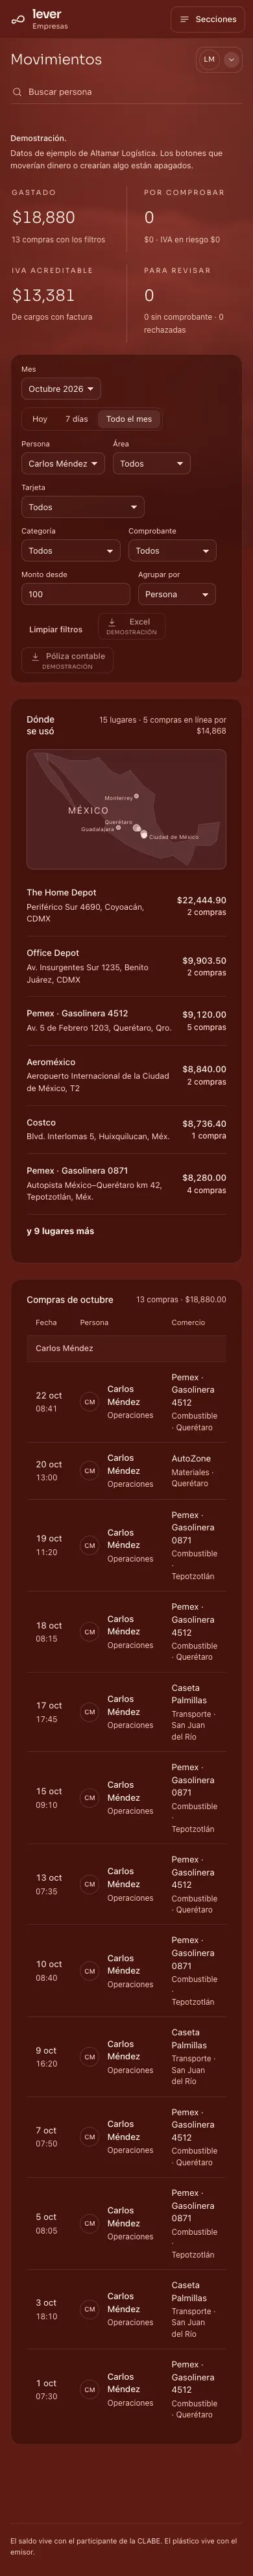 lever
Empresas
Secciones
Movimientos
LM
Buscar persona
Demostración.
Datos de ejemplo de Altamar Logística. Los botones que
moverían dinero o crearían algo están apagados.
GASTADO
$18,880
13 compras con los filtros
POR COMPROBAR
0
$0 · IVA en riesgo $0
IVA ACREDITABLE
$13,381
De cargos con factura
PARA REVISAR
0
0 sin comprobante · 0
rechazadas
Mes
Octubre 2026
Hoy
7 días
Todo el mes
Persona
Carlos Méndez
Área
Todos
Tarjeta
Todos
Categoría
Todos
Comprobante
Todos
Monto desde
100
Agrupar por
Persona
Limpiar filtros
Excel
DEMOSTRACIÓN
Póliza contable
DEMOSTRACIÓN
Dónde
se usó
15 lugares · 5 compras en línea por
$14,868
MÉXICO
Monterrey
Querétaro
Guadalajara
Ciudad de México
The Home Depot
Periférico Sur 4690, Coyoacán,
CDMX
$22,444.90
2 compras
Office Depot
Av. Insurgentes Sur 1235, Benito
Juárez, CDMX
$9,903.50
2 compras
Pemex · Gasolinera 4512
Av. 5 de Febrero 1203, Querétaro, Qro.
$9,120.00
5 compras
Aeroméxico
Aeropuerto Internacional de la Ciudad
de México, T2
$8,840.00
2 compras
Costco
Blvd. Interlomas 5, Huixquilucan, Méx.
$8,736.40
1 compra
Pemex · Gasolinera 0871
Autopista México–Querétaro km 42,
Tepotzotlán, Méx.
$8,280.00
4 compras
y 9 lugares más
Compras de octubre
13 compras · $18,880.00
Fecha
Persona
Comercio
Carlos Méndez
22 oct
08:41
CM
Carlos
Méndez
Operaciones
Pemex ·
Gasolinera
4512
Combustible
· Querétaro
20 oct
13:00
CM
Carlos
Méndez
Operaciones
AutoZone
Materiales ·
Querétaro
19 oct
11:20
CM
Carlos
Méndez
Operaciones
Pemex ·
Gasolinera
0871
Combustible
·
Tepotzotlán
18 oct
08:15
CM
Carlos
Méndez
Operaciones
Pemex ·
Gasolinera
4512
Combustible
· Querétaro
17 oct
17:45
CM
Carlos
Méndez
Operaciones
Caseta
Palmillas
Transporte ·
San Juan
del Río
15 oct
09:10
CM
Carlos
Méndez
Operaciones
Pemex ·
Gasolinera
0871
Combustible
·
Tepotzotlán
13 oct
07:35
CM
Carlos
Méndez
Operaciones
Pemex ·
Gasolinera
4512
Combustible
· Querétaro
10 oct
08:40
CM
Carlos
Méndez
Operaciones
Pemex ·
Gasolinera
0871
Combustible
·
Tepotzotlán
9 oct
16:20
CM
Carlos
Méndez
Operaciones
Caseta
Palmillas
Transporte ·
San Juan
del Río
7 oct
07:50
CM
Carlos
Méndez
Operaciones
Pemex ·
Gasolinera
4512
Combustible
· Querétaro
5 oct
08:05
CM
Carlos
Méndez
Operaciones
Pemex ·
Gasolinera
0871
Combustible
·
Tepotzotlán
3 oct
18:10
CM
Carlos
Méndez
Operaciones
Caseta
Palmillas
Transporte ·
San Juan
del Río
1 oct
07:30
CM
Carlos
Méndez
Operaciones
Pemex ·
Gasolinera
4512
Combustible
· Querétaro
El saldo vive con el participante de la CLABE. El plástico vive con el
emisor.